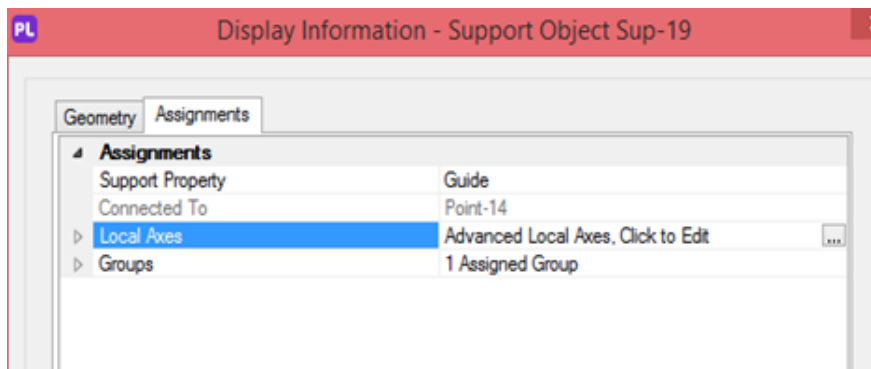 PL
Display Information - Support Object Sup-19
Geometry Assignments
Assignments
Support Property Guide
Connected To Point-14
Local Axes Advanced Local Axes, Click to Edit ...
Groups 1 Assigned Group